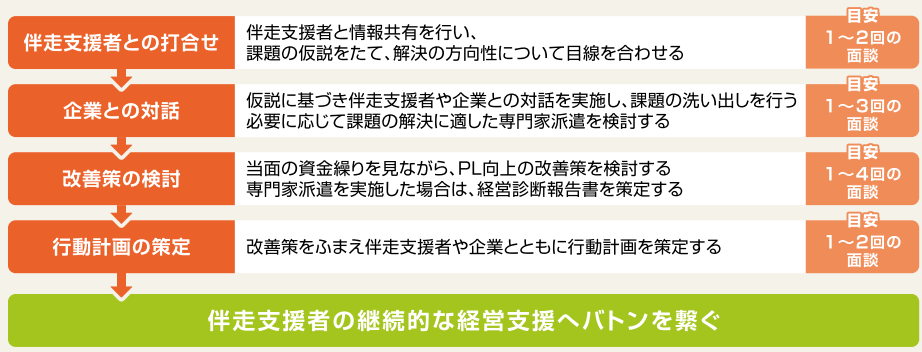 伴走支援者との打合せ
伴走支援者と情報共有を行い、
課題の仮説をたて、解決の方向性について目線を合わせる
目安
1～2回の
面談
企業との対話
仮説に基づき伴走支援者や企業との対話を実施し、課題の洗い出しを行う
必要に応じて課題の解決に適した専門家派遣を検討する
目安
1～3回の
面談
改善策の検討
当面の資金繰りを見ながら、PL向上の改善策を検討する
専門家派遣を実施した場合は、経営診断報告書を策定する
目安
1～4回の
面談
行動計画の策定
改善策をふまえ伴走支援者や企業とともに行動計画を策定する
目安
1～2回の
面談
伴走支援者の継続的な経営支援へバトンを繋ぐ